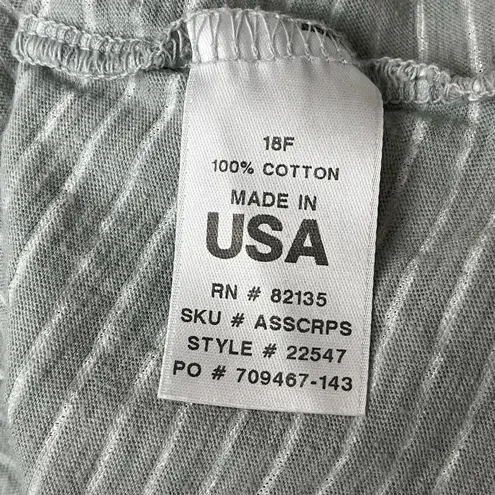 18F
100% COTTON
MADE IN
USA
RN # 82135
SKU # ASSCRPS
STYLE # 22547
PO # 709467-143